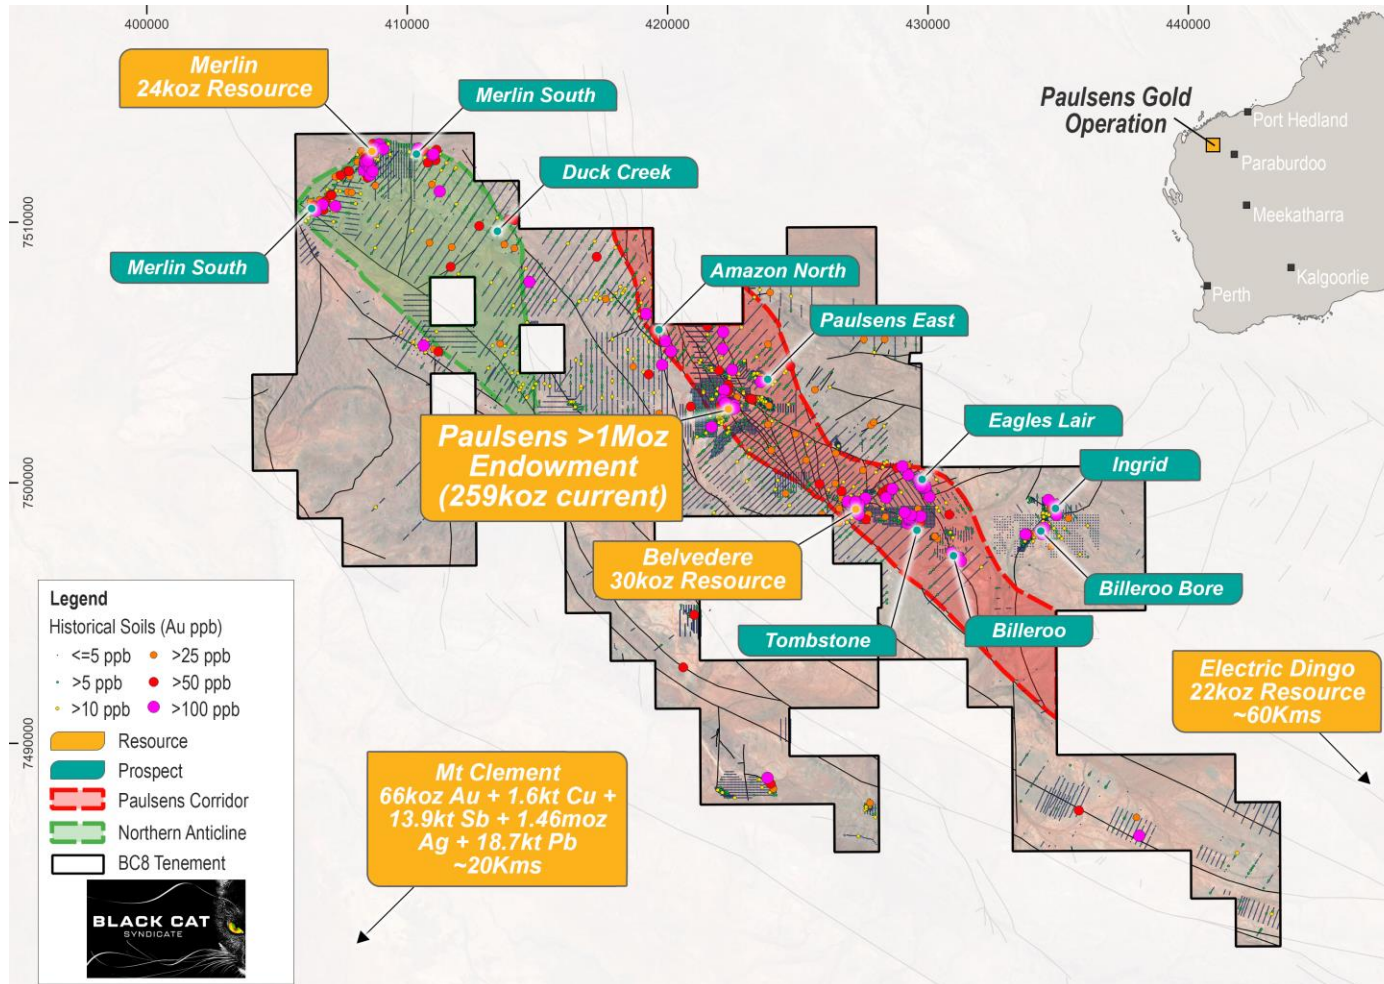 400000
410000
420000
430000
440000
7510000
7500000
7490000
Merlin
24koz Resource
Merlin South
Duck Creek
Merlin South
Amazon North
Paulsens East
Paulsens >1Moz
Endowment
(259koz current)
Eagles Lair
Ingrid
Belvedere
30koz Resource
Billeroo Bore
Tombstone
Billeroo
Electric Dingo
22koz Resource
~60Kms
Mt Clement
66koz Au + 1.6kt Cu +
13.9kt Sb + 1.46moz
Ag + 18.7kt Pb
~20Kms
Paulsens Gold
Operation
Port Hedland
Paraburdoo
Meekatharra
Kalgoorlie
Perth
Legend
Historical Soils (Au ppb)
<=5 ppb
>25 ppb
>5 ppb
>50 ppb
>10 ppb
>100 ppb
Resource
Prospect
Paulsens Corridor
Northern Anticline
BC8 Tenement
BLACK CAT
SYNDICATE